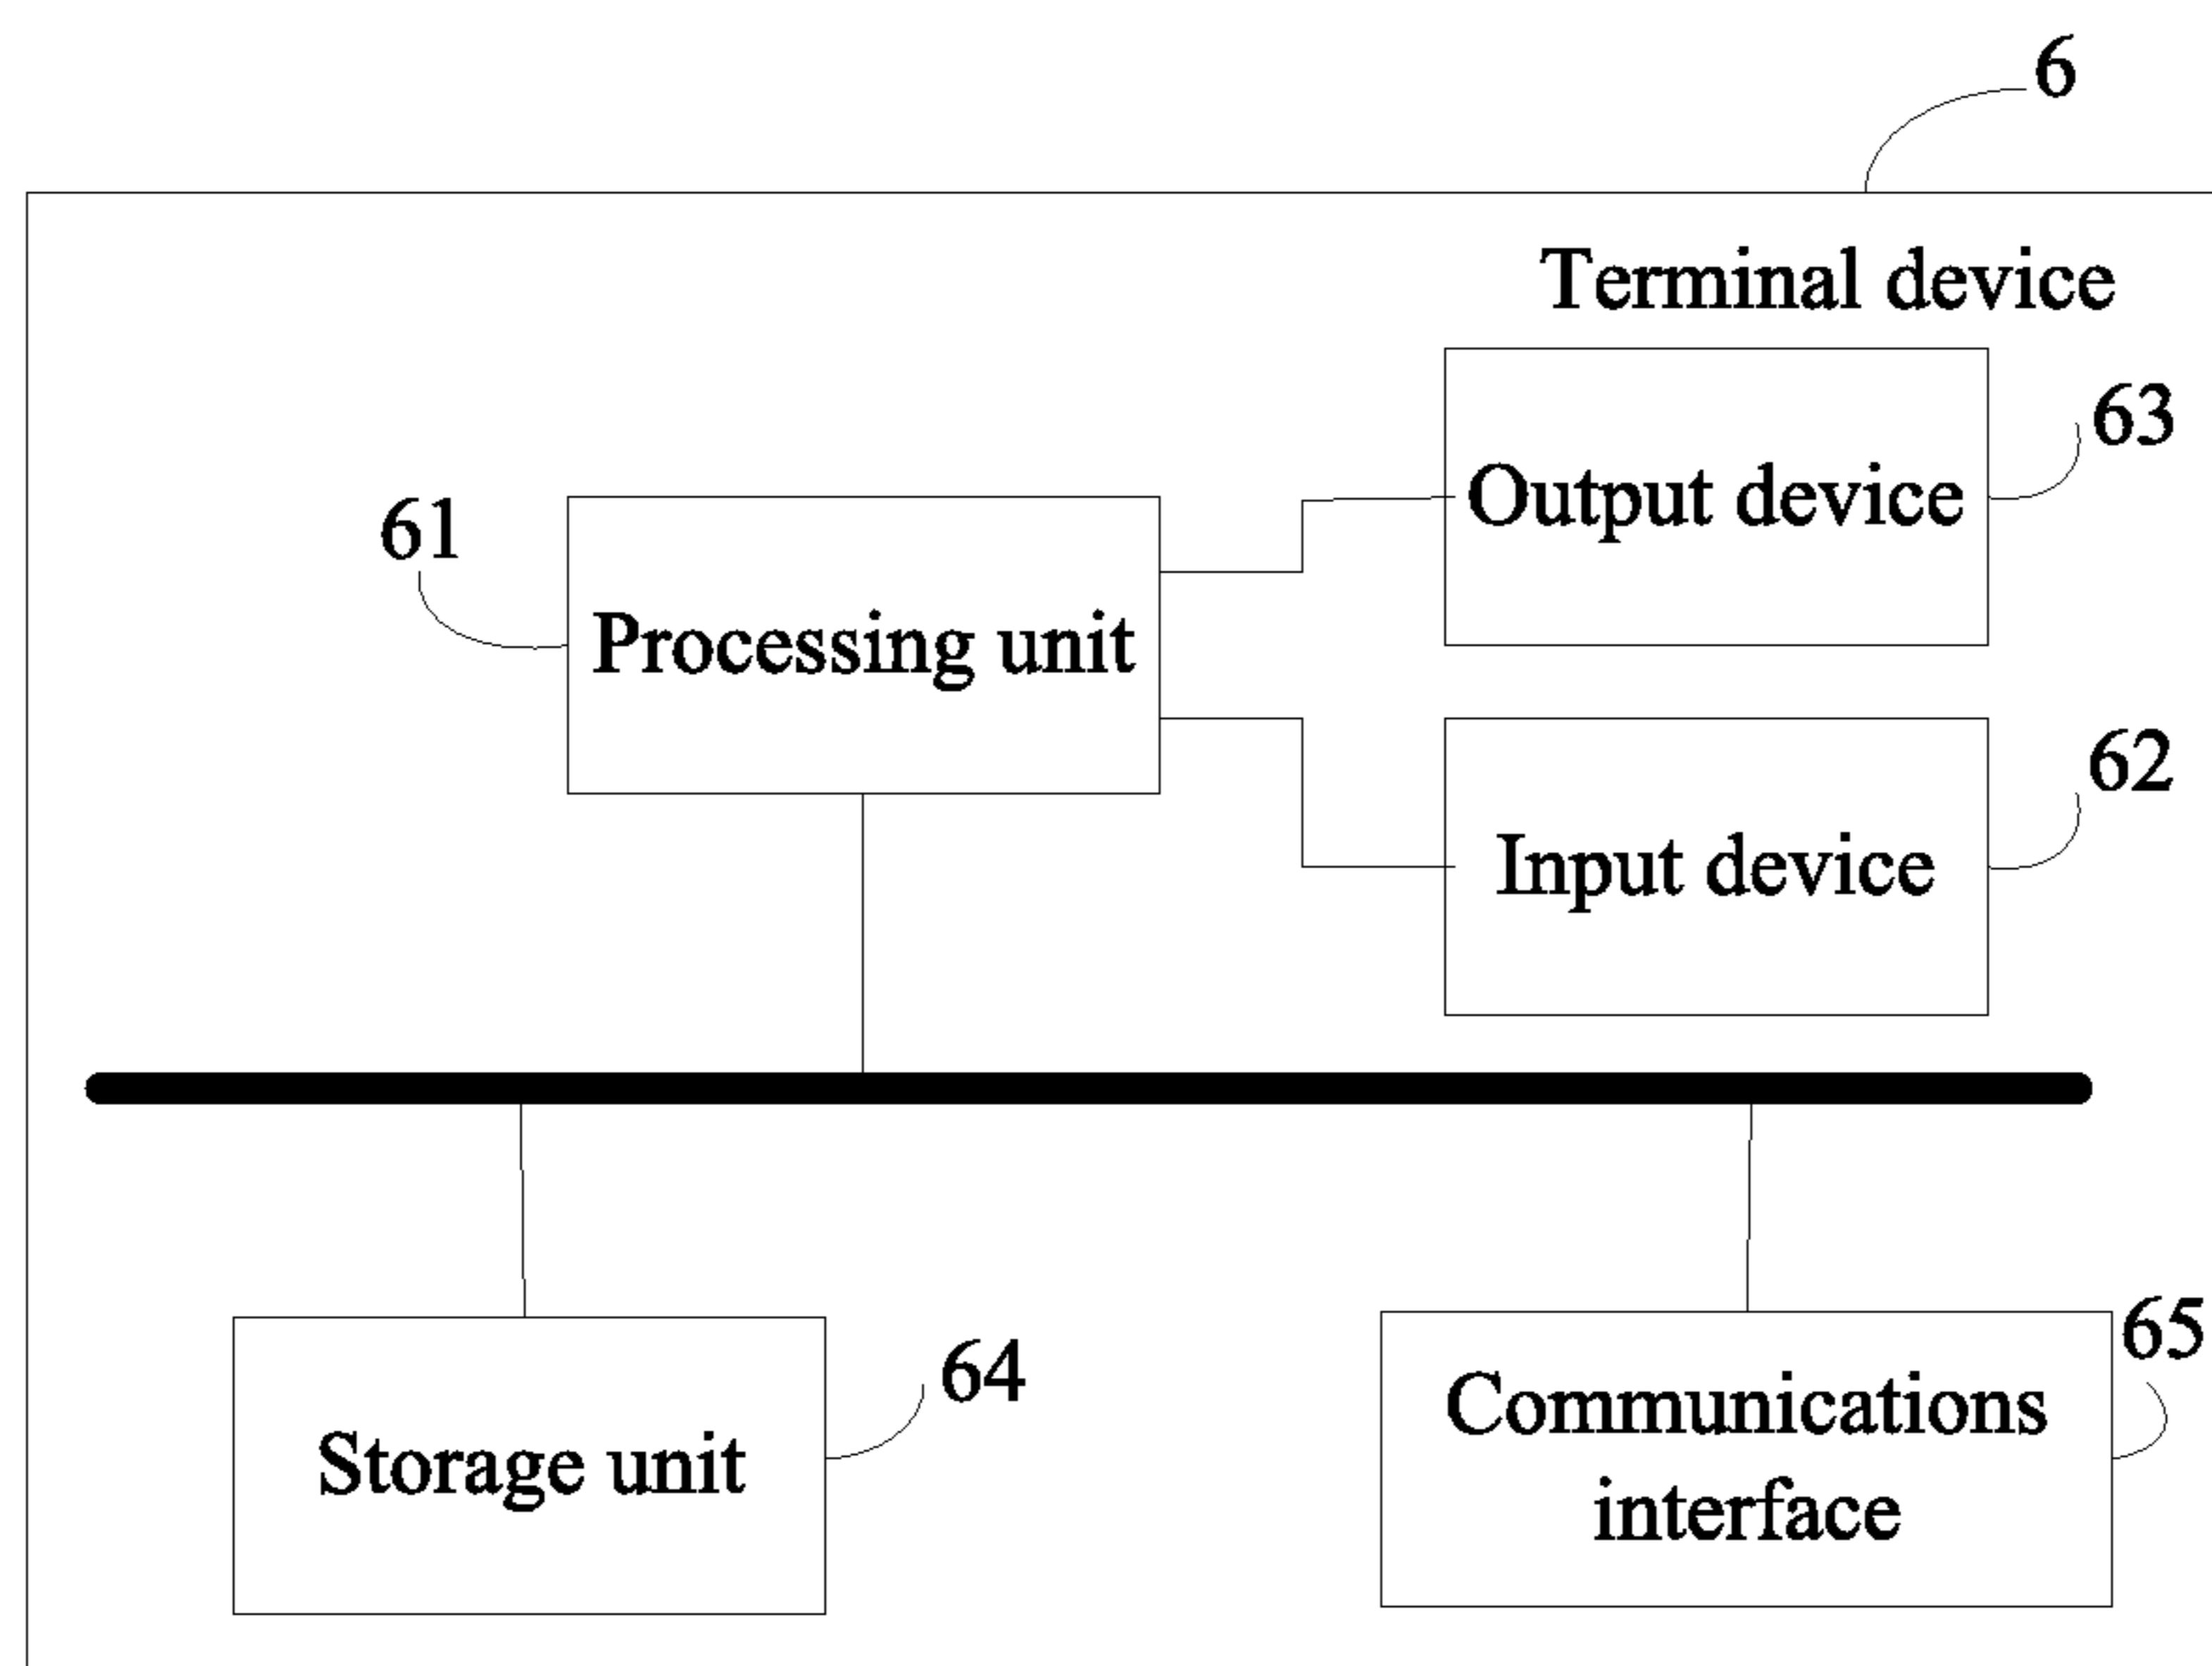 6
Terminal device
63
Output device
61
Processing unit
62
Input device
65
64
Communications
interface
Storage unit